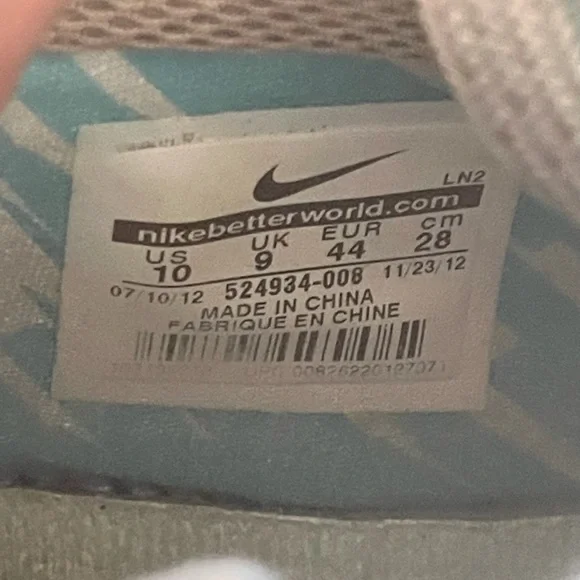 LN2
nikebetterworld.com
US UK EUR cm
10 9 44 28
07/10/12 524934-008 11/23/12
MADE IN CHINA
FABRIQUE EN CHINE
UPC